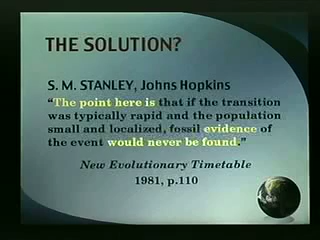 THE SOLUTION?
S. M. STANLEY, Johns Hopkins
“The point here is that if the transition
was typically rapid and the population
small and localized, fossil evidence of
the event would never be found.”
New Evolutionary Timetable
1981, p.110